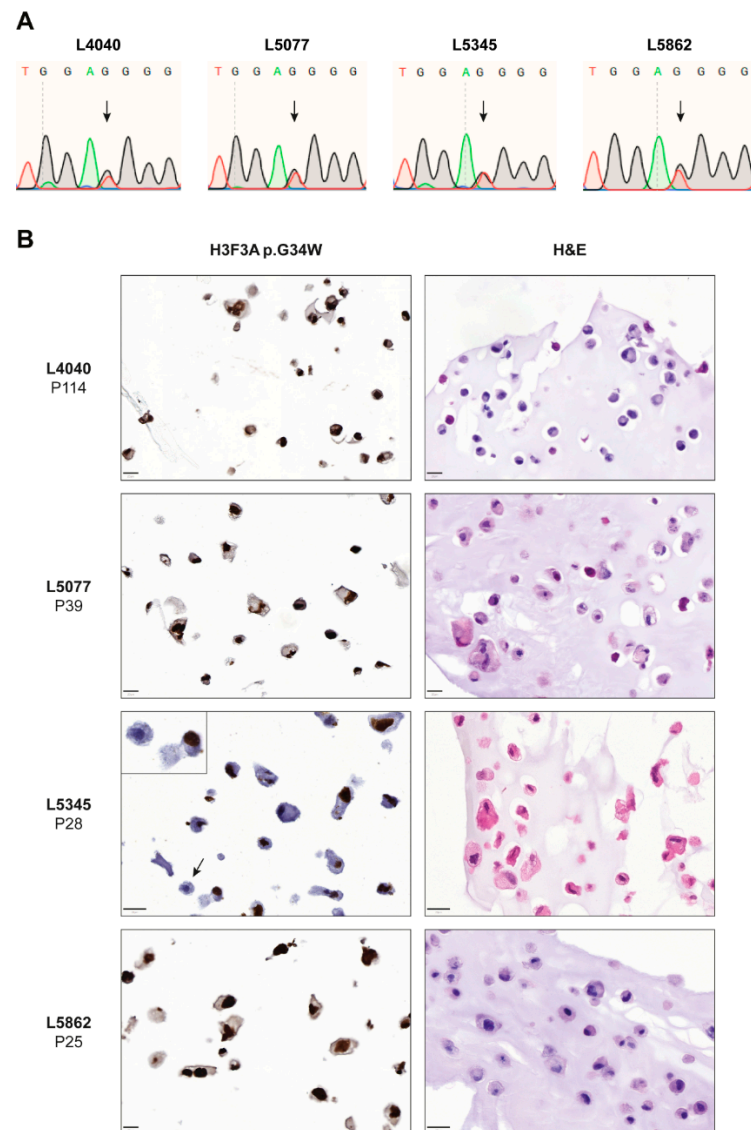 A
L4040 L5077 L5345 L5862
T G G A G G G G T G G A G G G G T G G A G G G G T G G A G G G G
B
H3F3A p.G34W H&E
L4040
P114
L5077
P39
L5345
P28
L5862
P25